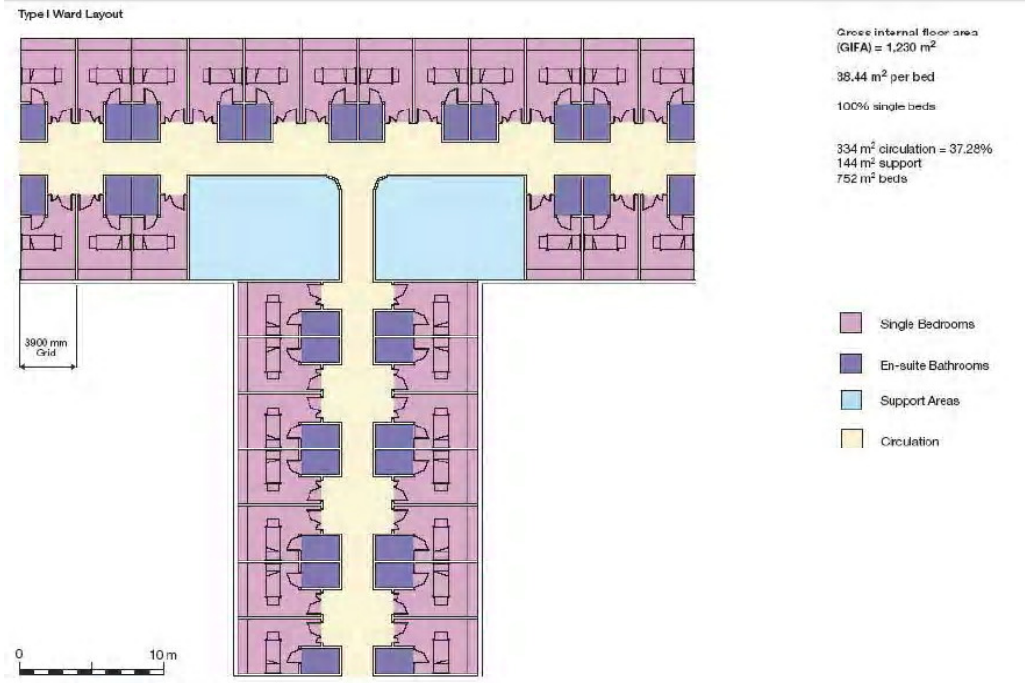 Type I Ward Layout
Gross internal floor area
(GIFA) = 1,230 m²
38.44 m² per bed
100% single beds
334 m² circulation = 37.28%
144 m² support
752 m² beds
3900 mm
Grid
Single Bedrooms
En-suite Bathrooms
Support Areas
Circulation
0
10 m